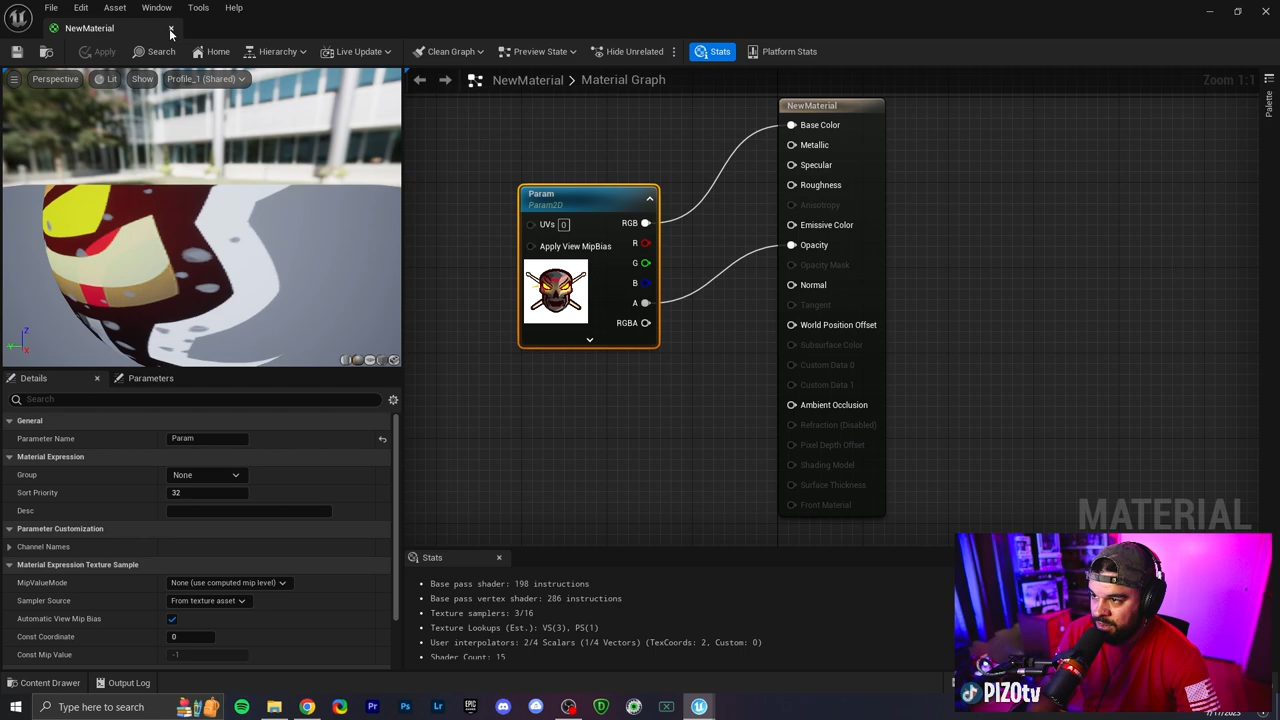 File Edit Asset Window Tools Help
NewMaterial
Apply Search Home Hierarchy Live Update Clean Graph Preview State Hide Unrelated Stats Platform Stats
Perspective Lit Show Profile_1 (Shared)
NewMaterial > Material Graph Zoom 1:1
Palette
Param
Param2D
UVs 0
Apply View MipBias
RGB
R
G
B
A
RGBA
NewMaterial
Base Color
Metallic
Specular
Roughness
Anisotropy
Emissive Color
Opacity
Opacity Mask
Normal
Tangent
World Position Offset
Subsurface Color
Custom Data 0
Custom Data 1
Ambient Occlusion
Refraction (Disabled)
Pixel Depth Offset
Shading Model
Surface Thickness
Front Material
MATERIAL
Z
Y
X
Details Parameters
Search
General
Parameter Name Param
Material Expression
Group None
Sort Priority 32
Desc
Parameter Customization
Channel Names
Material Expression Texture Sample
MipValueMode None (use computed mip level)
Sampler Source From texture asset
Automatic View Mip Bias
Const Coordinate 0
Const Mip Value -1
Stats
Base pass shader: 198 instructions
Base pass vertex shader: 286 instructions
Texture samplers: 3/16
Texture Lookups (Est.): VS(3), PS(1)
User interpolators: 2/4 Scalars (1/4 Vectors) (TexCoords: 2, Custom: 0)
Shader Count: 15
Content Drawer Output Log
PIZOtv
Type here to search